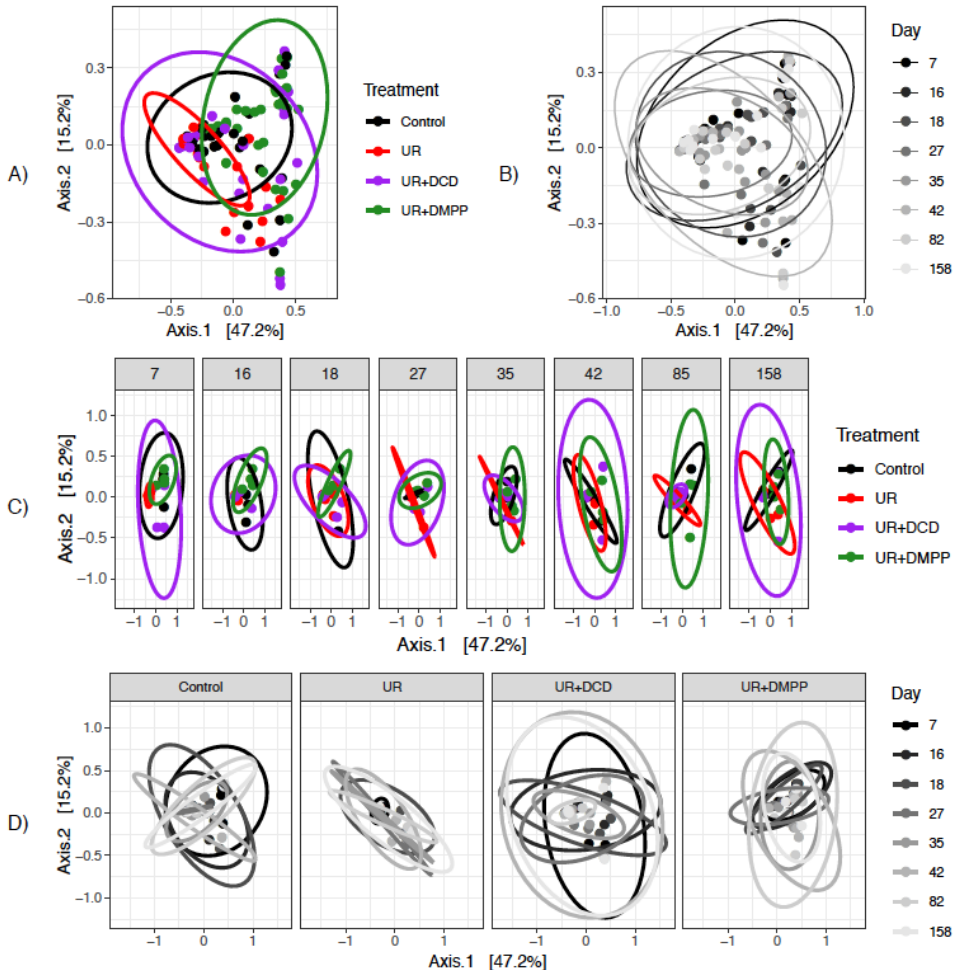 A)
Axis.2 [15.2%]
0.3
0.0
−0.3
−0.6
−0.5
0.0
0.5
Axis.1 [47.2%]
Treatment
Control
UR
UR+DCD
UR+DMPP
B)
Axis.2 [15.2%]
0.3
0.0
−0.3
−0.6
−1.0
−0.5
0.0
0.5
1.0
Axis.1 [47.2%]
Day
7
16
18
27
35
42
82
158
C)
7
16
18
27
35
42
85
158
Axis.2 [15.2%]
1.0
0.5
0.0
−0.5
−1.0
−1 0 1
−1 0 1
−1 0 1
−1 0 1
−1 0 1
−1 0 1
−1 0 1
−1 0 1
Axis.1 [47.2%]
Treatment
Control
UR
UR+DCD
UR+DMPP
D)
Control
UR
UR+DCD
UR+DMPP
Axis.2 [15.2%]
1.0
0.5
0.0
−0.5
−1.0
−1 0 1
−1 0 1
−1 0 1
−1 0 1
Axis.1 [47.2%]
Day
7
16
18
27
35
42
82
158